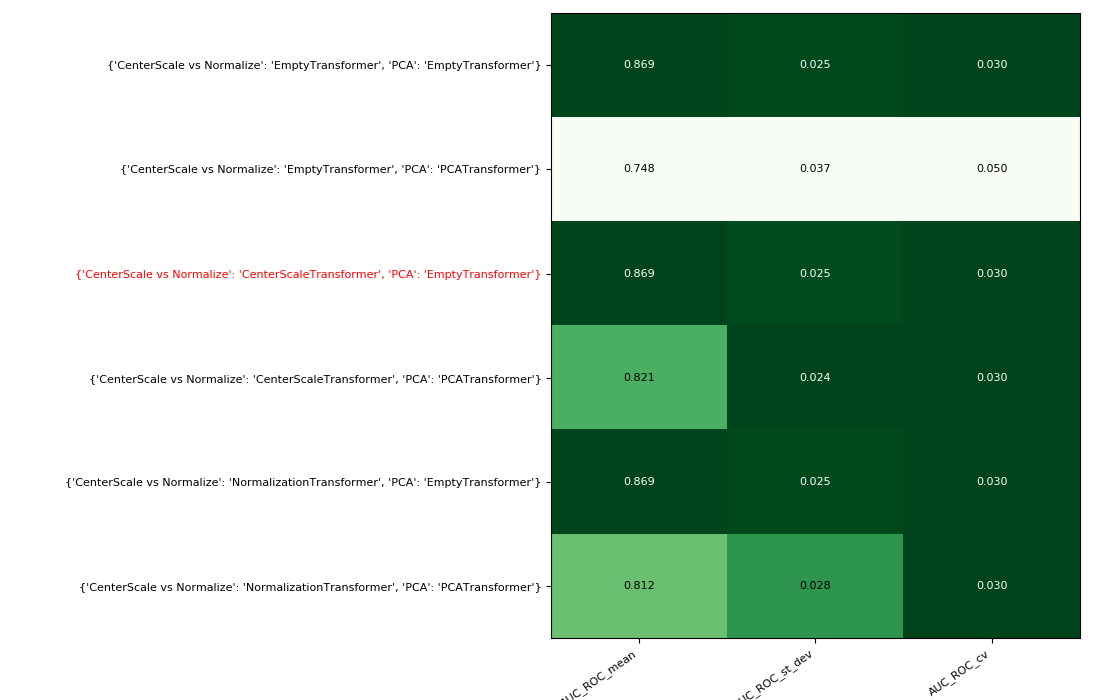 {'CenterScale vs Normalize': 'EmptyTransformer', 'PCA': 'EmptyTransformer'} 0.869 0.025 0.030
{'CenterScale vs Normalize': 'EmptyTransformer', 'PCA': 'PCATransformer'} 0.748 0.037 0.050
{'CenterScale vs Normalize': 'CenterScaleTransformer', 'PCA': 'EmptyTransformer'} 0.869 0.025 0.030
{'CenterScale vs Normalize': 'CenterScaleTransformer', 'PCA': 'PCATransformer'} 0.821 0.024 0.030
{'CenterScale vs Normalize': 'NormalizationTransformer', 'PCA': 'EmptyTransformer'} 0.869 0.025 0.030
{'CenterScale vs Normalize': 'NormalizationTransformer', 'PCA': 'PCATransformer'} 0.812 0.028 0.030
UC_ROC_mean UC_ROC_st_dev AUC_ROC_cv